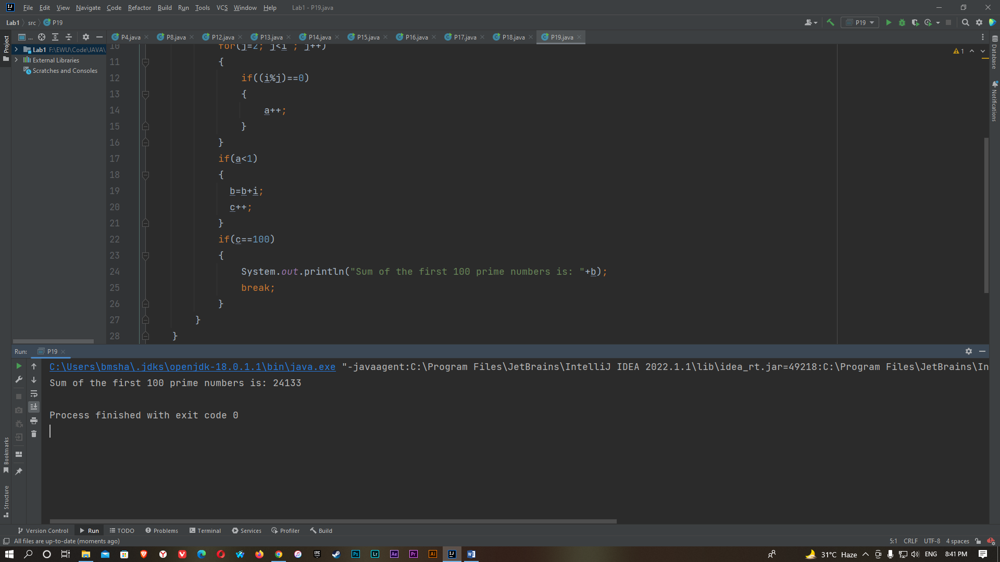 File Edit View Navigate Code Refactor Build Run Tools VCS Window Help Lab1 - P19.java
Lab1 src P19 P19
Project ... P4.java P8.java P12.java P13.java P14.java P15.java P16.java P17.java P18.java P19.java
Lab1 F:\EWU\Code\JAVA\
External Libraries
Scratches and Consoles
10 for(j=2; j<i ; j++)
11 {
12 if((i%j)==0)
13 {
14 a++;
15 }
16 }
17 if(a<1)
18 {
19 b=b+i;
20 c++;
21 }
22 if(c==100)
23 {
24 System.out.println("Sum of the first 100 prime numbers is: "+b);
25 break;
26 }
27 }
28 }
1
Database
Notifications
Run: P19
C:\Users\bmsha\.jdks\openjdk-18.0.1.1\bin\java.exe "-javaagent:C:\Program Files\JetBrains\IntelliJ IDEA 2022.1.1\lib\idea_rt.jar=49218:C:\Program Files\JetBrains\In
Sum of the first 100 prime numbers is: 24133
Process finished with exit code 0
Bookmarks
Structure
Version Control Run TODO Problems Terminal Services Profiler Build
All files are up-to-date (moments ago) 5:1 CRLF UTF-8 4 spaces
Ps Lr Ae Pr Ai IJ W 31°C Haze ENG 8:41 PM